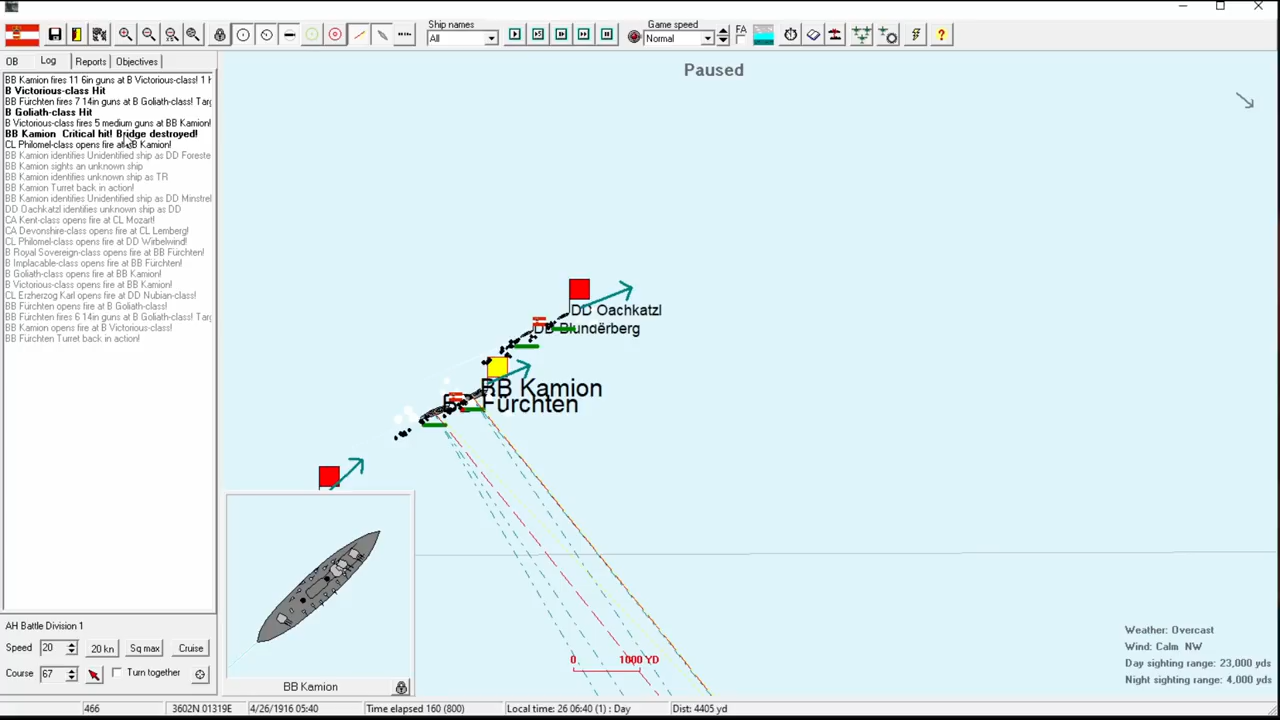 Ship names
Game speed
All
Normal
FA
?
OB
Log
Reports
Objectives
Paused
BB Kamion fires 11 6in guns at B Victorious-class! 1 h
B Victorious-class Hit
BB Fürchten fires 7 14in guns at B Goliath-class! Targ
B Goliath-class Hit
B Victorious-class fires 5 medium guns at BB Kamion!
BB Kamion Critical hit! Bridge destroyed!
CL Philomel-class opens fire at BB Kamion!
BB Kamion identifies Unidentified ship as DD Foreste
BB Kamion sights an unknown ship
BB Kamion identifies unknown ship as TR
BB Kamion Turret back in action!
BB Kamion identifies Unidentified ship as DD Minstrel
DD Oachkatzl identifies unknown ship as DD
CA Kent-class opens fire at CL Mozart!
CA Devonshire-class opens fire at CL Lemberg!
CL Philomel-class opens fire at DD Wirbelwind!
B Royal Sovereign-class opens fire at BB Fürchten!
B Implacable-class opens fire at BB Fürchten!
B Goliath-class opens fire at BB Kamion!
B Victorious-class opens fire at BB Kamion!
CL Erzherzog Karl opens fire at DD Nubian-class!
BB Fürchten opens fire at B Goliath-class!
BB Fürchten fires 6 14in guns at B Goliath-class! Targ
BB Kamion opens fire at B Victorious-class!
BB Fürchten Turret back in action!
DD Oachkatzl
DD Blundërberg
BB Kamion
Fürchten
0 1000 YD
BB Kamion
AH Battle Division 1
Speed 20 20 kn Sq max Cruise
Course 67 Turn together
Weather: Overcast
Wind: Calm NW
Day sighting range: 23,000 yds
Night sighting range: 4,000 yds
466 3602N 01319E 4/26/1916 05:40 Time elapsed 160 (800) Local time: 26 06:40 (1) : Day Dist: 4405 yd